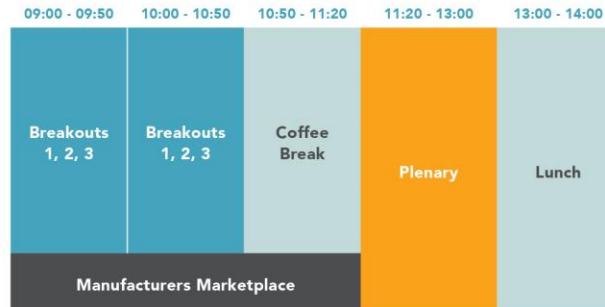 09:00 - 09:50 10:00 - 10:50 10:50 - 11:20 11:20 - 13:00 13:00 - 14:00
Breakouts
1, 2, 3
Breakouts
1, 2, 3
Coffee
Break
Plenary
Lunch
Manufacturers Marketplace